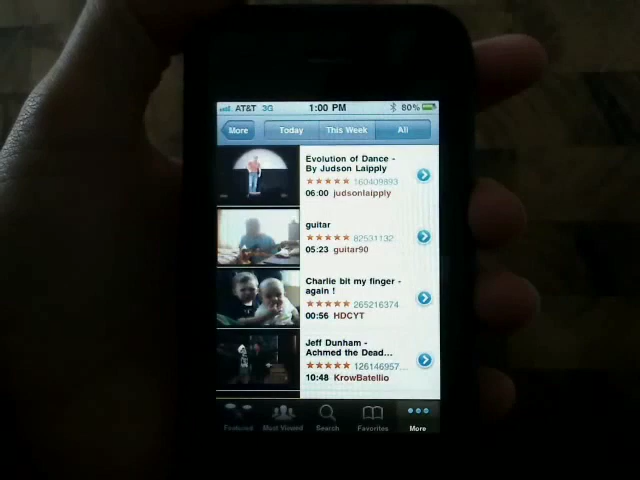 AT&T 3G 1:00 PM 80%
More Today This Week All
Evolution of Dance -
By Judson Laipply
160409893
06:00 judsonlaipply
guitar
82531132
05:23 guitar90
Charlie bit my finger -
again !
265216374
00:56 HDCYT
Jeff Dunham -
Achmed the Dead...
126146957...
10:48 KrowBatellio
Featured Most Viewed Search Favorites More